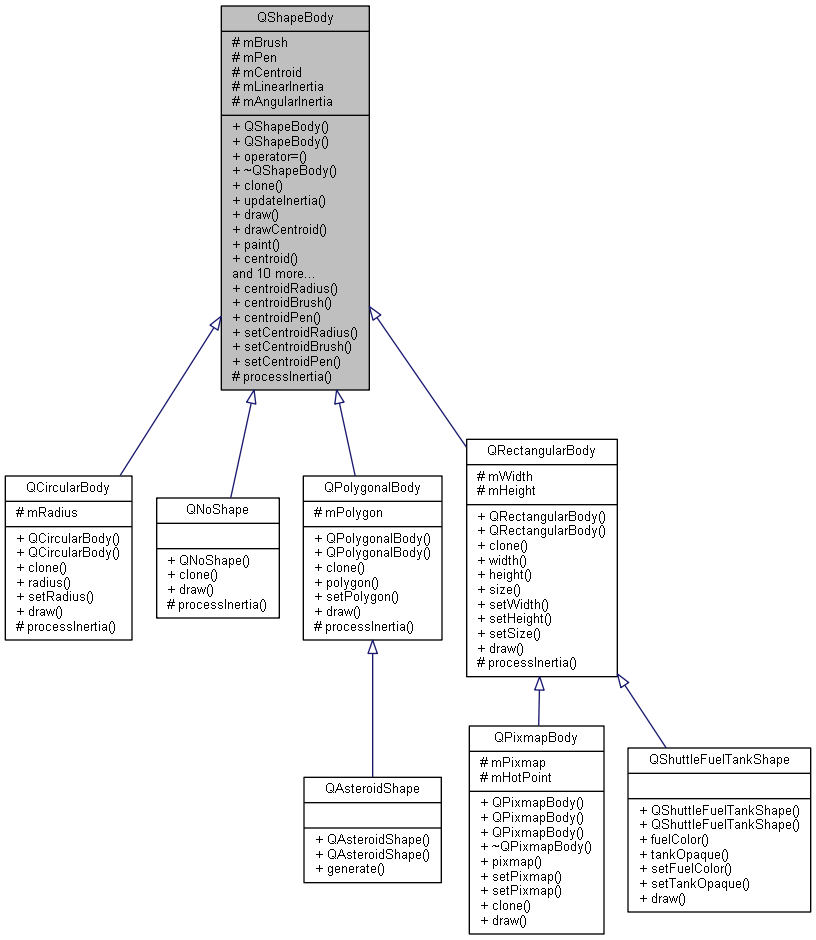 QShapeBody
# mBrush
# mPen
# mCentroid
# mLinearInertia
# mAngularInertia
+ QShapeBody()
+ QShapeBody()
+ operator=()
+ ~QShapeBody()
+ clone()
+ updateInertia()
+ draw()
+ drawCentroid()
+ paint()
+ centroid()
and 10 more...
+ centroidRadius()
+ centroidBrush()
+ centroidPen()
+ setCentroidRadius()
+ setCentroidBrush()
+ setCentroidPen()
# processInertia()
QCircularBody
# mRadius
+ QCircularBody()
+ QCircularBody()
+ clone()
+ radius()
+ setRadius()
+ draw()
# processInertia()
QNoShape
+ QNoShape()
+ clone()
+ draw()
# processInertia()
QPolygonalBody
# mPolygon
+ QPolygonalBody()
+ QPolygonalBody()
+ clone()
+ polygon()
+ setPolygon()
+ draw()
# processInertia()
QRectangularBody
# mWidth
# mHeight
+ QRectangularBody()
+ QRectangularBody()
+ clone()
+ width()
+ height()
+ size()
+ setWidth()
+ setHeight()
+ setSize()
+ draw()
# processInertia()
QAsteroidShape
+ QAsteroidShape()
+ QAsteroidShape()
+ generate()
QPixmapBody
# mPixmap
# mHotPoint
+ QPixmapBody()
+ QPixmapBody()
+ QPixmapBody()
+ ~QPixmapBody()
+ pixmap()
+ setPixmap()
+ setPixmap()
+ clone()
+ draw()
QShuttleFuelTankShape
+ QShuttleFuelTankShape()
+ QShuttleFuelTankShape()
+ fuelColor()
+ tankOpaque()
+ setFuelColor()
+ setTankOpaque()
+ draw()